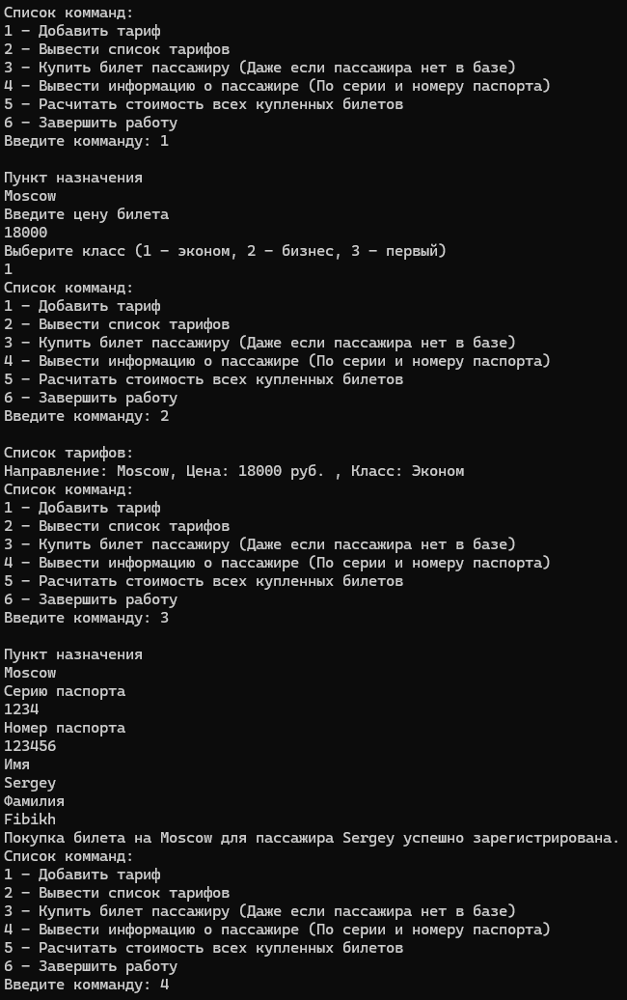 Список комманд:
1 - Добавить тариф
2 - Вывести список тарифов
3 - Купить билет пассажиру (Даже если пассажира нет в базе)
4 - Вывести информацию о пассажире (По серии и номеру паспорта)
5 - Расчитать стоимость всех купленных билетов
6 - Завершить работу
Введите комманду: 1
Пункт назначения
Moscow
Введите цену билета
18000
Выберите класс (1 - эконом, 2 - бизнес, 3 - первый)
1
Список комманд:
1 - Добавить тариф
2 - Вывести список тарифов
3 - Купить билет пассажиру (Даже если пассажира нет в базе)
4 - Вывести информацию о пассажире (По серии и номеру паспорта)
5 - Расчитать стоимость всех купленных билетов
6 - Завершить работу
Введите комманду: 2
Список тарифов:
Направление: Moscow, Цена: 18000 руб. , Класс: Эконом
Список комманд:
1 - Добавить тариф
2 - Вывести список тарифов
3 - Купить билет пассажиру (Даже если пассажира нет в базе)
4 - Вывести информацию о пассажире (По серии и номеру паспорта)
5 - Расчитать стоимость всех купленных билетов
6 - Завершить работу
Введите комманду: 3
Пункт назначения
Moscow
Серию паспорта
1234
Номер паспорта
123456
Имя
Sergey
Фамилия
Fibikh
Покупка билета на Moscow для пассажира Sergey успешно зарегистрирована.
Список комманд:
1 - Добавить тариф
2 - Вывести список тарифов
3 - Купить билет пассажиру (Даже если пассажира нет в базе)
4 - Вывести информацию о пассажире (По серии и номеру паспорта)
5 - Расчитать стоимость всех купленных билетов
6 - Завершить работу
Введите комманду: 4